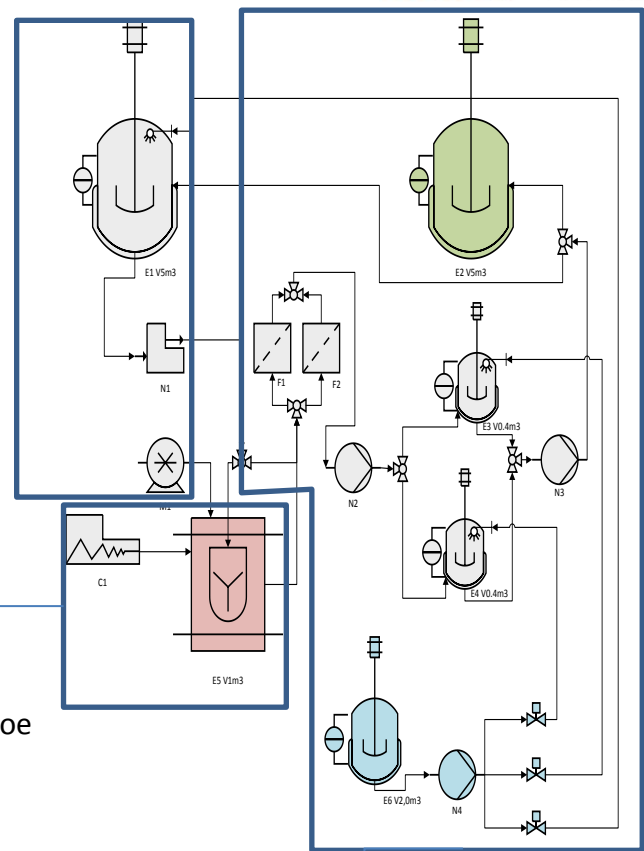 E1 V5m3
E2 V5m3
N1
F1
F2
E3 V0.4m3
M1
N2
N3
C1
E4 V0.4m3
E5 V1m3
ое
E6 V2,0m3
N4